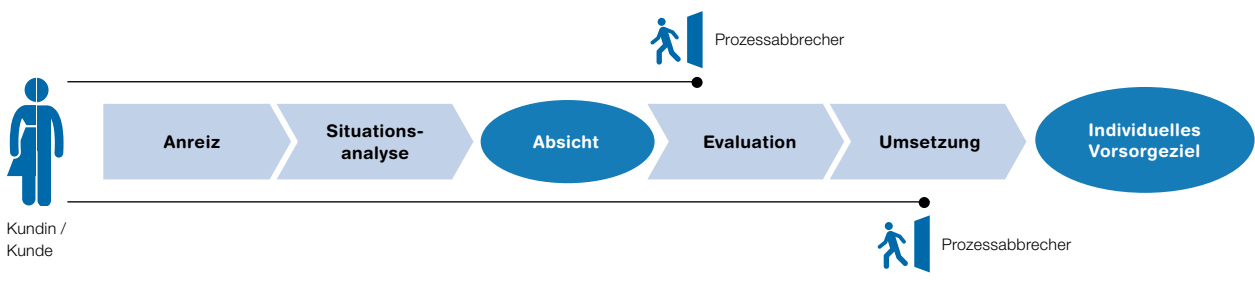 Prozessabbrecher
Anreiz
Situations-
analyse
Absicht
Evaluation
Umsetzung
Individuelles
Vorsorgeziel
Kundin /
Kunde
Prozessabbrecher